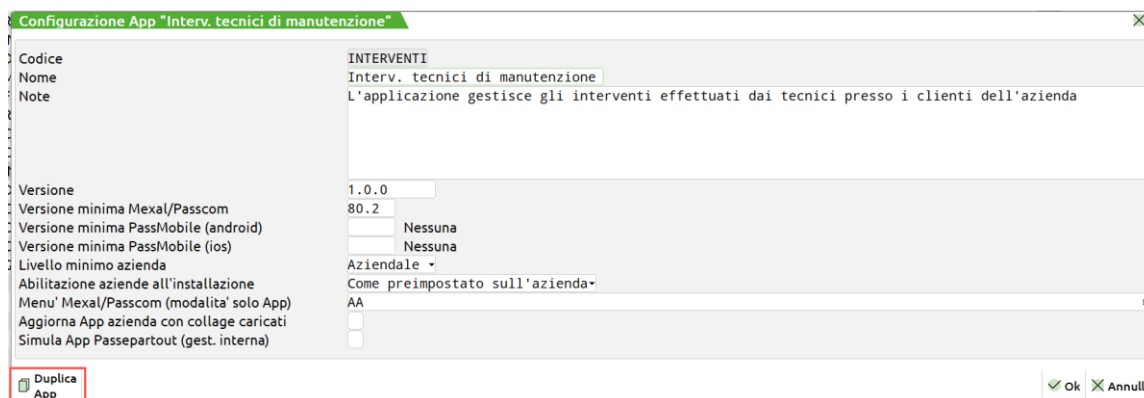 Configurazione App "Interv. tecnici di manutenzione"
Codice INTERVENTI
Nome Interv. tecnici di manutenzione
Note L'applicazione gestisce gli interventi effettuati dai tecnici presso i clienti dell'azienda
Versione 1.0.0
Versione minima Mexal/Passcom 80.2
Versione minima PassMobile (android) Nessuna
Versione minima PassMobile (ios) Nessuna
Livello minimo azienda Aziendale
Abilitazione aziende all'installazione Come preimpostato sull'azienda
Menu' Mexal/Passcom (modalita' solo App) AA
Aggiorna App azienda con collage caricati
Simula App Passepartout (gest. interna)
Duplica
App
Ok Annull